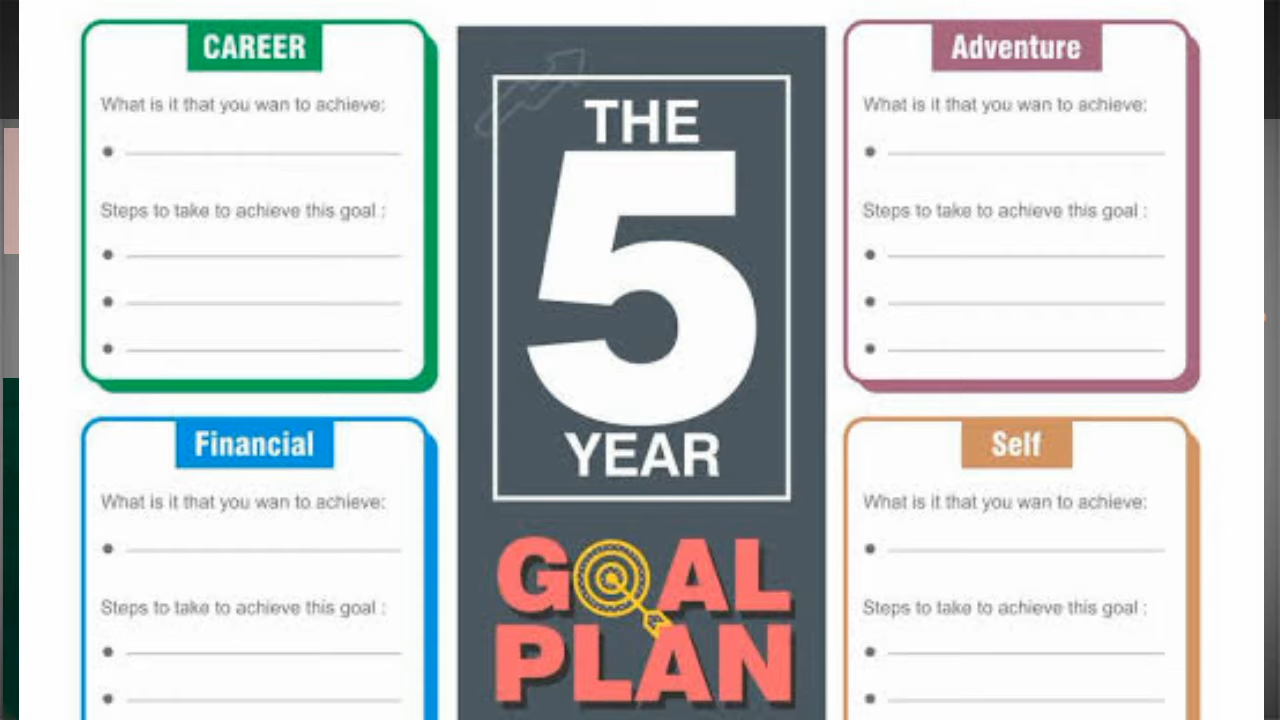 CAREER
What is it that you wan to achieve:
Steps to take to achieve this goal :
Financial
What is it that you wan to achieve:
Steps to take to achieve this goal :
THE
5
YEAR
GOAL
PLAN
Adventure
What is it that you wan to achieve:
Steps to take to achieve this goal :
Self
What is it that you wan to achieve:
Steps to take to achieve this goal :